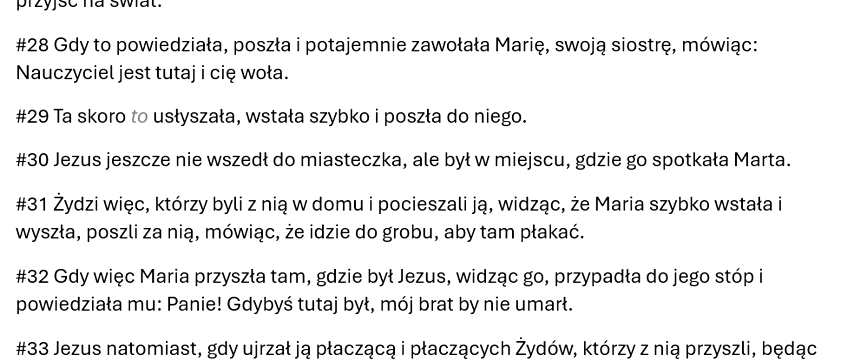 przyjść na świat.
#28 Gdy to powiedziała, poszła i potajemnie zawołała Marię, swoją siostrę, mówiąc:
Nauczyciel jest tutaj i cię woła.
#29 Ta skoro to usłyszała, wstała szybko i poszła do niego.
#30 Jezus jeszcze nie wszedł do miasteczka, ale był w miejscu, gdzie go spotkała Marta.
#31 Żydzi więc, którzy byli z nią w domu i pocieszali ją, widząc, że Maria szybko wstała i
wyszła, poszli za nią, mówiąc, że idzie do grobu, aby tam płakać.
#32 Gdy więc Maria przyszła tam, gdzie był Jezus, widząc go, przypadła do jego stóp i
powiedziała mu: Panie! Gdybyś tutaj był, mój brat by nie umarł.
#33 Jezus natomiast, gdy ujrzał ją płaczącą i płaczących Żydów, którzy z nią przyszli, będąc